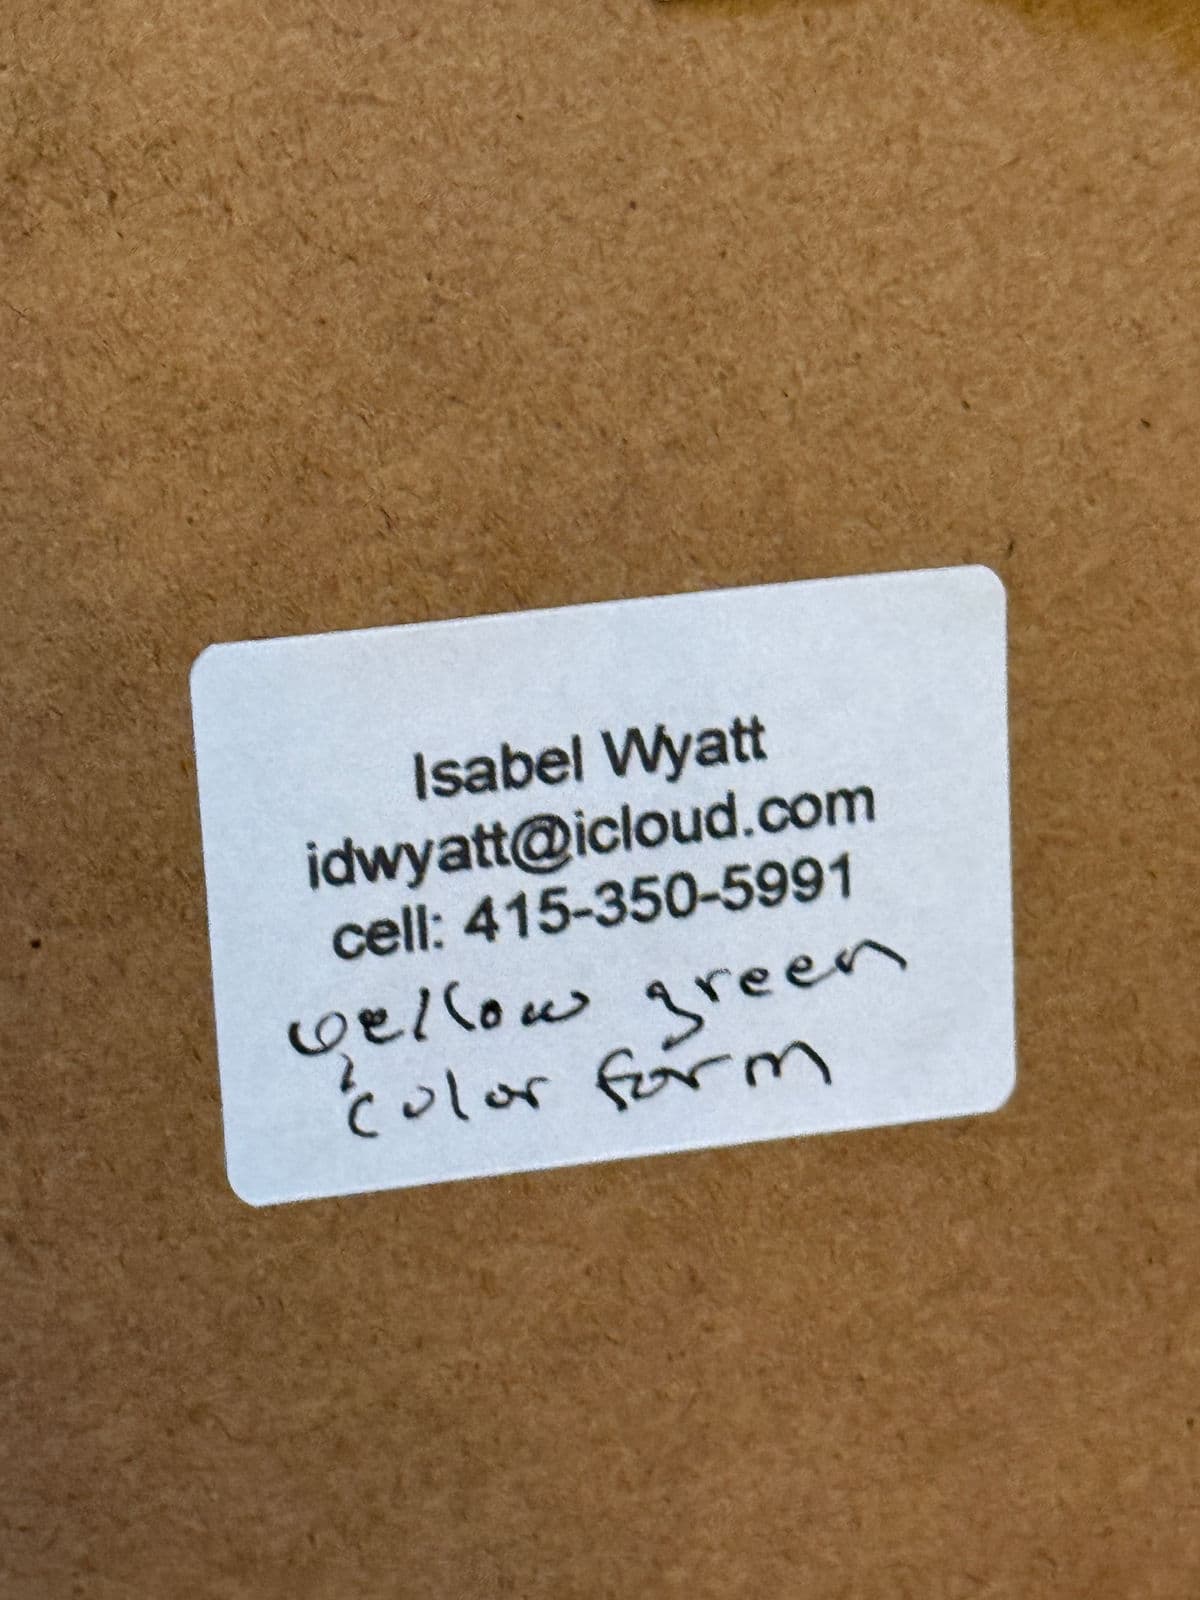 Isabel Wyatt
idwyatt@icloud.com
cell: 415-350-5991
yellow green
color form